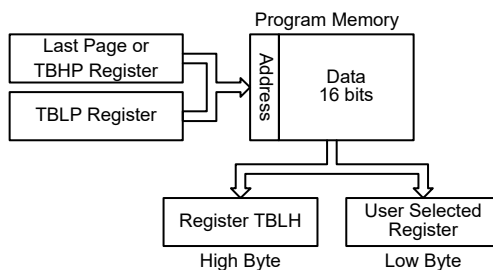 Program Memory
Last Page or
TBHP Register
TBLP Register
Address
Data
16 bits
Register TBLH
User Selected
Register
High Byte
Low Byte